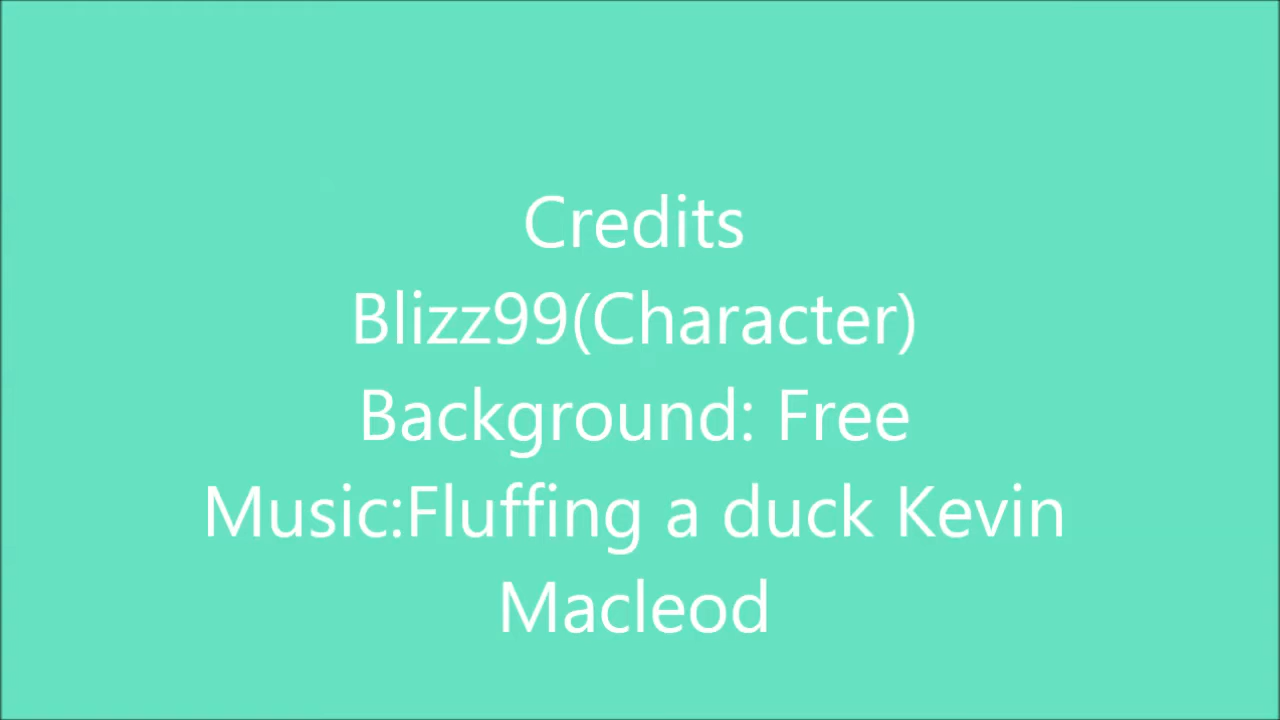 Credits
Blizz99(Character)
Background: Free
Music:Fluffing a duck Kevin
Macleod